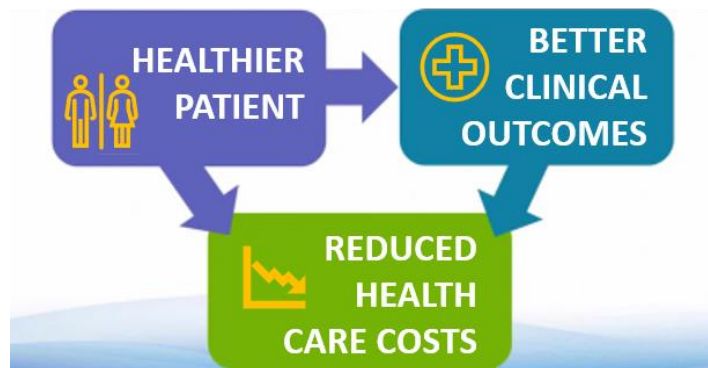 HEALTHIER
PATIENT
BETTER
CLINICAL
OUTCOMES
REDUCED
HEALTH
CARE COSTS